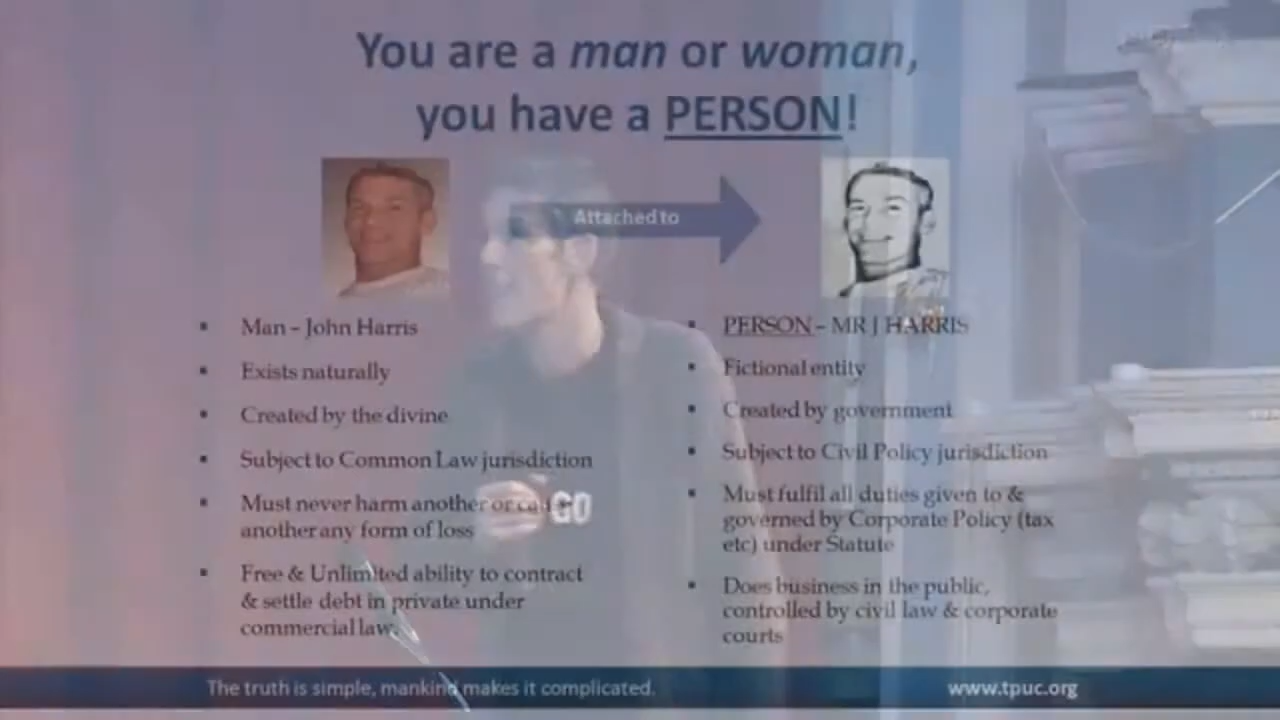 You are a man or woman,
you have a PERSON!
Attached to
▪ Man – John Harris
▪ Exists naturally
▪ Created by the divine
▪ Subject to Common Law jurisdiction
▪ Must never harm another or cause
another any form of loss
▪ Free & Unlimited ability to contract
& settle debt in private under
commercial law.
▪ PERSON – MR J HARRIS
▪ Fictional entity
▪ Created by government
▪ Subject to Civil Policy jurisdiction
▪ Must fulfil all duties given to &
governed by Corporate Policy (tax
etc) under Statute
▪ Does business in the public,
controlled by civil law & corporate
courts
GO
The truth is simple, mankind makes it complicated.
www.tpuc.org